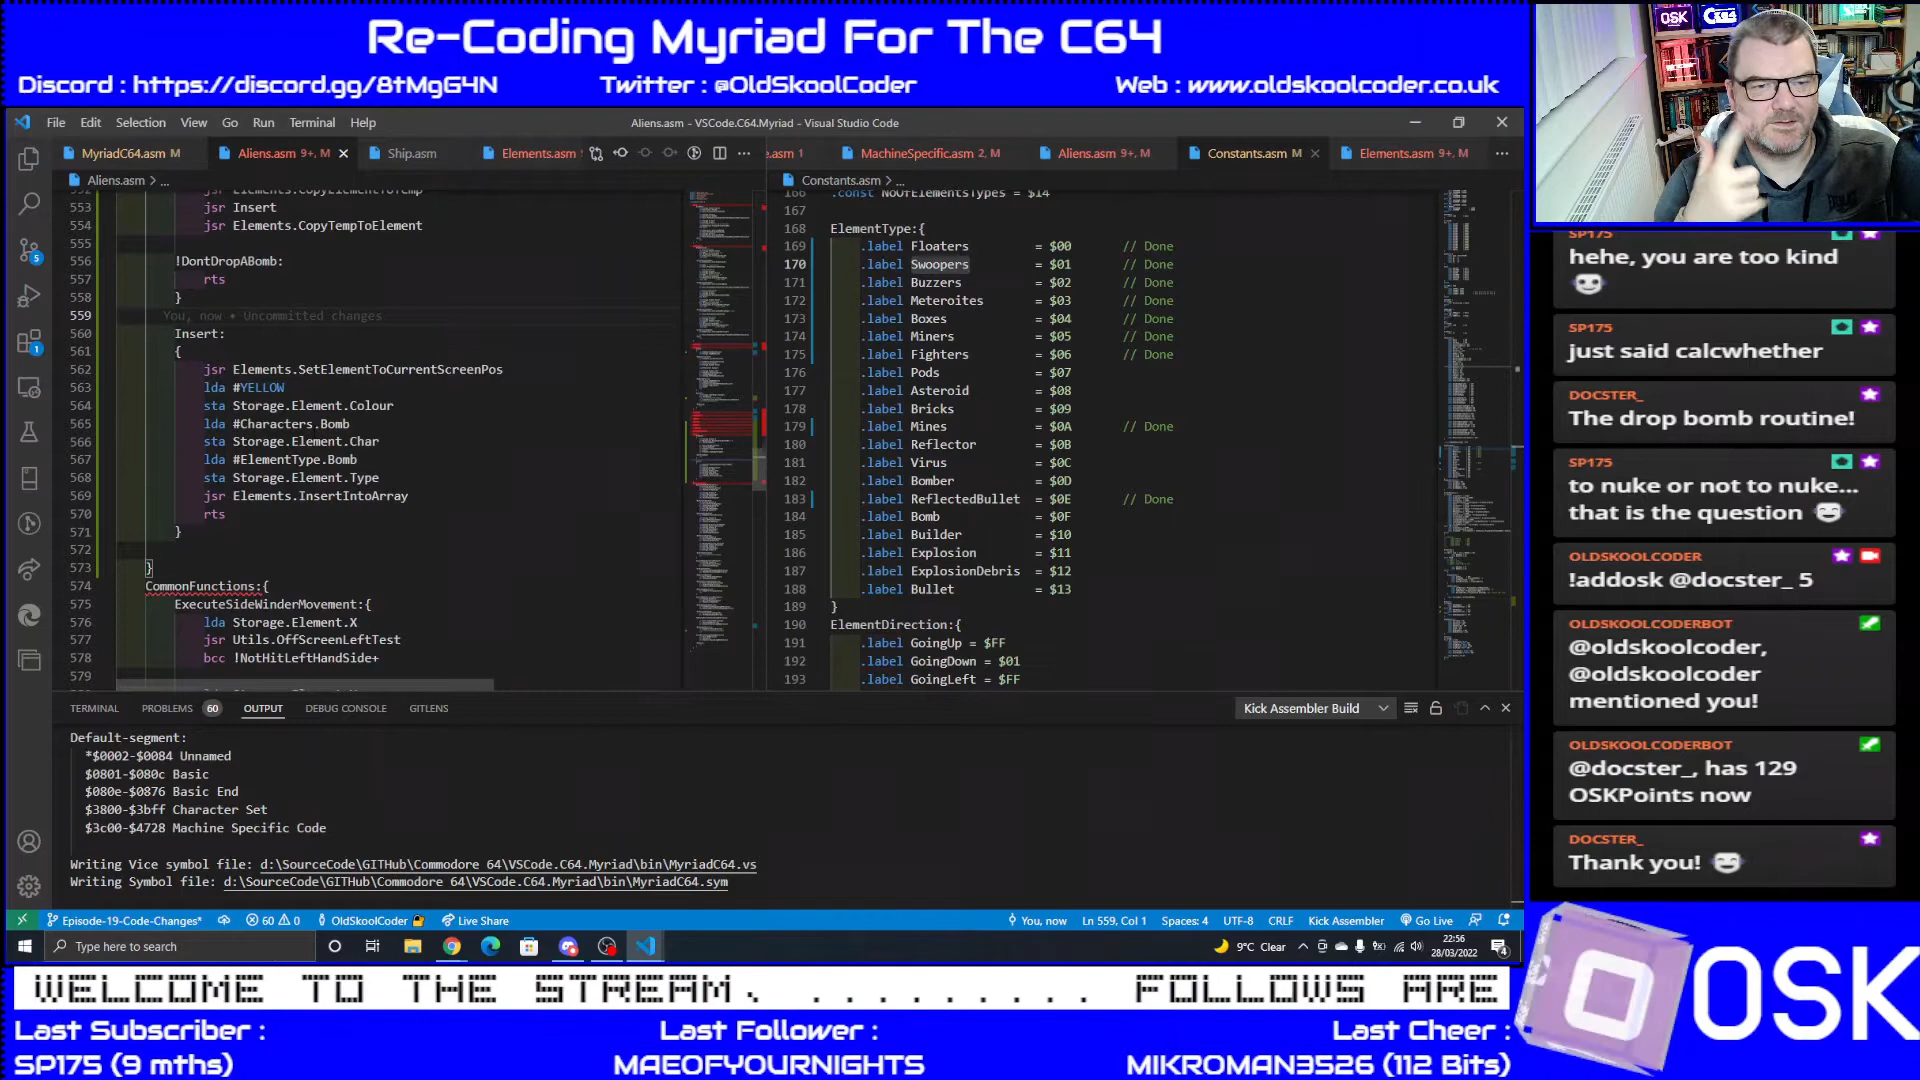 Re-Coding Myriad For The C64
Discord : https://discord.gg/8tMgG4N Twitter : @OldSkoolCoder Web : www.oldskoolcoder.co.uk
File Edit Selection View Go Run Terminal Help Aliens.asm - VSCode.C64.Myriad - Visual Studio Code
MyriadC64.asm M Aliens.asm 9+, M Ship.asm Elements.asm e.asm 1 MachineSpecific.asm 2, M Aliens.asm 9+, M Constants.asm M Elements.asm 9+, M
Aliens.asm > ...
552 jsr Elements.CopyElementToTemp
553 jsr Insert
554 jsr Elements.CopyTempToElement
555
556 !DontDropABomb:
557 rts
558 }
559 You, now • Uncommitted changes
560 Insert:
561 {
562 jsr Elements.SetElementToCurrentScreenPos
563 lda #YELLOW
564 sta Storage.Element.Colour
565 lda #Characters.Bomb
566 sta Storage.Element.Char
567 lda #ElementType.Bomb
568 sta Storage.Element.Type
569 jsr Elements.InsertIntoArray
570 rts
571 }
572
573 }
574 CommonFunctions:{
575 ExecuteSideWinderMovement:{
576 lda Storage.Element.X
577 jsr Utils.OffScreenLeftTest
578 bcc !NotHitLeftHandSide+
579
Constants.asm > ...
166 .const NoOfElementsTypes = $14
167
168 ElementType:{
169 .label Floaters = $00 // Done
170 .label Swoopers = $01 // Done
171 .label Buzzers = $02 // Done
172 .label Meteroites = $03 // Done
173 .label Boxes = $04 // Done
174 .label Miners = $05 // Done
175 .label Fighters = $06 // Done
176 .label Pods = $07
177 .label Asteroid = $08
178 .label Bricks = $09
179 .label Mines = $0A // Done
180 .label Reflector = $0B
181 .label Virus = $0C
182 .label Bomber = $0D
183 .label ReflectedBullet = $0E // Done
184 .label Bomb = $0F
185 .label Builder = $10
186 .label Explosion = $11
187 .label ExplosionDebris = $12
188 .label Bullet = $13
189 }
190 ElementDirection:{
191 .label GoingUp = $FF
192 .label GoingDown = $01
193 .label GoingLeft = $FF
TERMINAL PROBLEMS 60 OUTPUT DEBUG CONSOLE GITLENS Kick Assembler Build
Default-segment:
*$0002-$0084 Unnamed
$0801-$080c Basic
$080e-$0876 Basic End
$3800-$3bff Character Set
$3c00-$4728 Machine Specific Code
Writing Vice symbol file: d:\SourceCode\GITHub\Commodore 64\VSCode.C64.Myriad\bin\MyriadC64.vs
Writing Symbol file: d:\SourceCode\GITHub\Commodore 64\VSCode.C64.Myriad\bin\MyriadC64.sym
Episode-19-Code-Changes* 60 0 OldSkoolCoder Live Share You, now Ln 559, Col 1 Spaces: 4 UTF-8 CRLF Kick Assembler Go Live
Type here to search 9°C Clear 22:56
28/03/2022
OSK
SP175
hehe, you are too kind
SP175
just said calcwhether
DOCSTER_
The drop bomb routine!
SP175
to nuke or not to nuke...
that is the question
OLDSKOOLCODER
!addosk @docster_ 5
OLDSKOOLCODERBOT
@oldskoolcoder,
@oldskoolcoder
mentioned you!
OLDSKOOLCODERBOT
@docster_, has 129
OSKPoints now
DOCSTER_
Thank you!
WELCOME TO THE STREAM. ......... FOLLOWS ARE
Last Subscriber : Last Follower : Last Cheer :
SP175 (9 mths) MAEOFYOURNIGHTS MIKROMAN3526 (112 Bits)
OSK